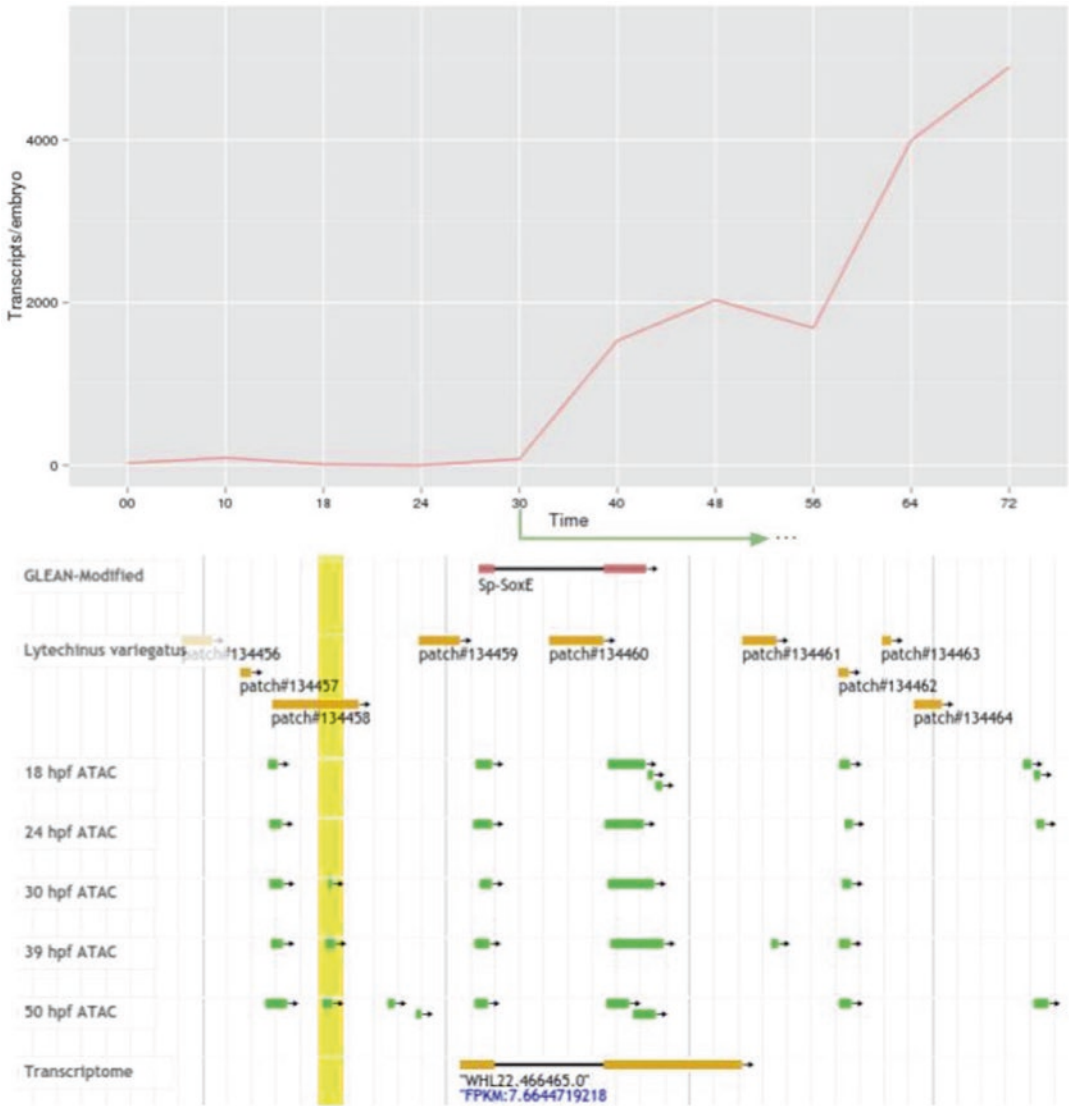 4000
2000
0
Transcripts/embryo
00 10 18 24 30 40 48 56 64 72
Time
...
GLEAN-Modified
Sp-SoxE
Lytechinus variegatus
patch#134456
patch#134459
patch#134460
patch#134461
patch#134463
patch#134457
patch#134462
patch#134458
patch#134464
18 hpf ATAC
24 hpf ATAC
30 hpf ATAC
39 hpf ATAC
50 hpf ATAC
Transcriptome
"WHL22.466465.0"
"FPKM:7.6644719218